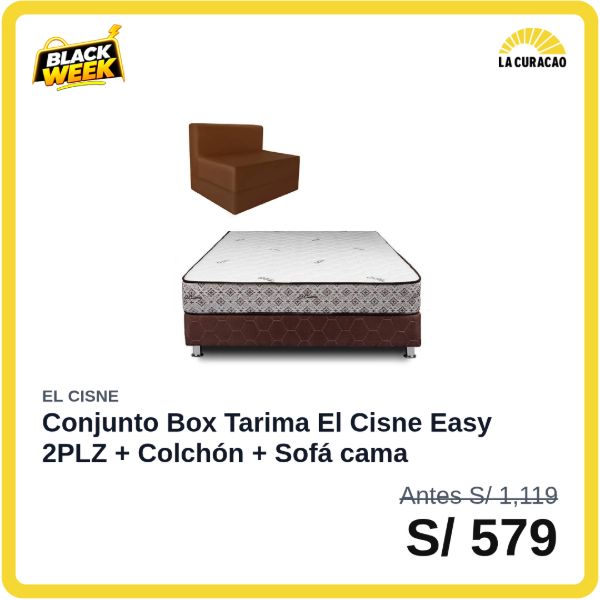 BLACK
WEEK
LA CURACAO
EL CISNE
Conjunto Box Tarima El Cisne Easy
2PLZ + Colchón + Sofá cama
Antes S/ 1,119
S/ 579